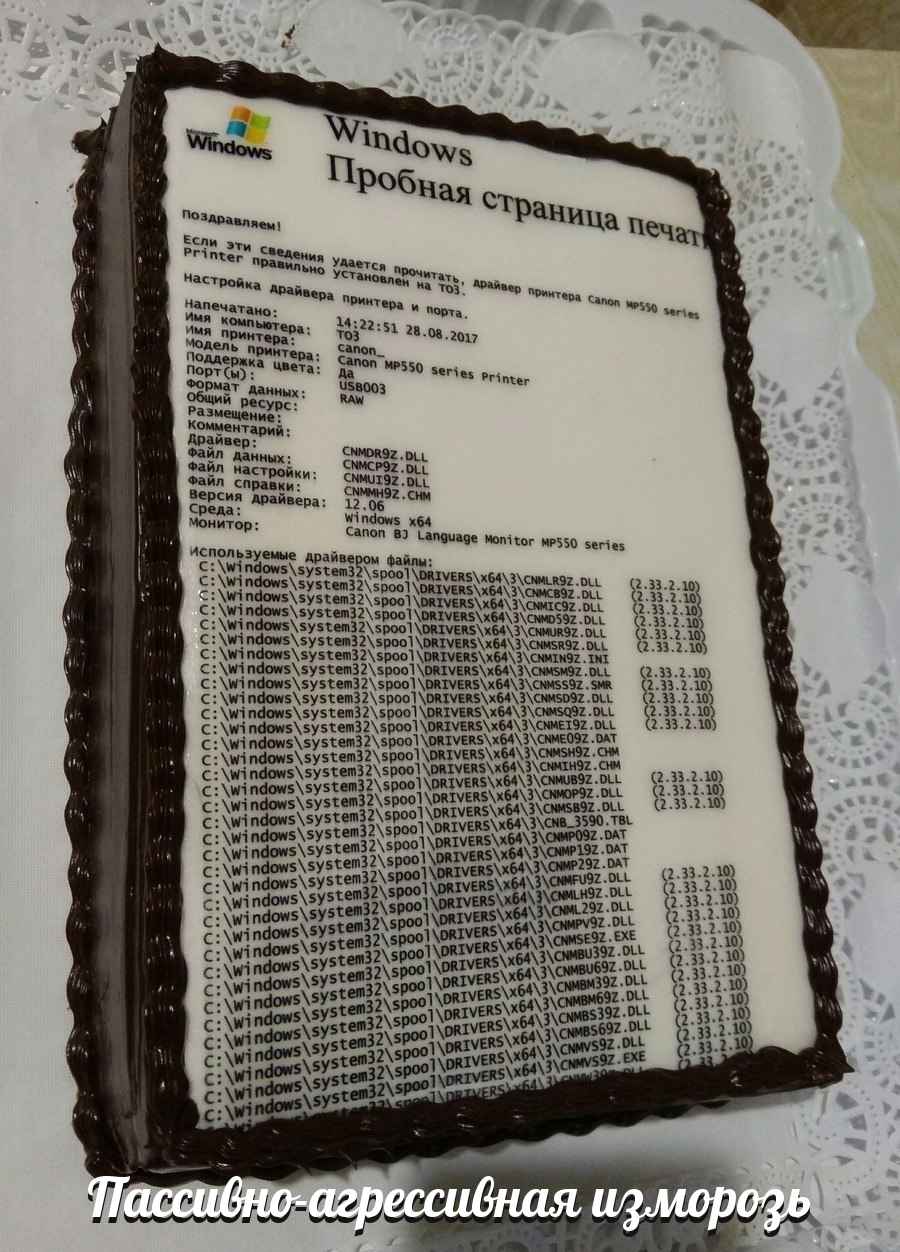 Microsoft
Windows
Windows
Пробная страница печати
Поздравляем!
Если эти сведения удается прочитать, драйвер принтера Canon MP550 series
Printer правильно установлен на ТО3.
Настройка драйвера принтера и порта.
Напечатано: 14:22:51 28.08.2017
Имя компьютера: ТО3
Имя принтера: canon_
Модель принтера: Canon MP550 series Printer
Поддержка цвета: Да
Порт(ы): USB003
Формат данных: RAW
Общий ресурс:
Размещение:
Комментарий:
Драйвер: CNMDR9Z.DLL
Файл данных: CNMCP9Z.DLL
Файл настройки: CNMUI9Z.DLL
Файл справки: CNMMH9Z.CHM
Версия драйвера: 12.06
Среда: Windows x64
Монитор: Canon BJ Language Monitor MP550 series
Используемые драйвером файлы:
C:\Windows\system32\spool\DRIVERS\x64\3\CNMLR9Z.DLL (2.33.2.10)
C:\Windows\system32\spool\DRIVERS\x64\3\CNMCB9Z.DLL (2.33.2.10)
C:\Windows\system32\spool\DRIVERS\x64\3\CNMIC9Z.DLL (2.33.2.10)
C:\Windows\system32\spool\DRIVERS\x64\3\CNMD59Z.DLL (2.33.2.10)
C:\Windows\system32\spool\DRIVERS\x64\3\CNMUR9Z.DLL (2.33.2.10)
C:\Windows\system32\spool\DRIVERS\x64\3\CNMSR9Z.DLL (2.33.2.10)
C:\Windows\system32\spool\DRIVERS\x64\3\CNMIN9Z.INI
C:\Windows\system32\spool\DRIVERS\x64\3\CNMSM9Z.DLL (2.33.2.10)
C:\Windows\system32\spool\DRIVERS\x64\3\CNMSS9Z.SMR (2.33.2.10)
C:\Windows\system32\spool\DRIVERS\x64\3\CNMSD9Z.DLL (2.33.2.10)
C:\Windows\system32\spool\DRIVERS\x64\3\CNMSQ9Z.DLL (2.33.2.10)
C:\Windows\system32\spool\DRIVERS\x64\3\CNMEI9Z.DLL (2.33.2.10)
C:\Windows\system32\spool\DRIVERS\x64\3\CNME09Z.DAT
C:\Windows\system32\spool\DRIVERS\x64\3\CNMSH9Z.CHM
C:\Windows\system32\spool\DRIVERS\x64\3\CNMIH9Z.CHM
C:\Windows\system32\spool\DRIVERS\x64\3\CNMUB9Z.DLL (2.33.2.10)
C:\Windows\system32\spool\DRIVERS\x64\3\CNMOP9Z.DLL (2.33.2.10)
C:\Windows\system32\spool\DRIVERS\x64\3\CNMSB9Z.DLL (2.33.2.10)
C:\Windows\system32\spool\DRIVERS\x64\3\CNB_3590.TBL
C:\Windows\system32\spool\DRIVERS\x64\3\CNMP09Z.DAT
C:\Windows\system32\spool\DRIVERS\x64\3\CNMP19Z.DAT
C:\Windows\system32\spool\DRIVERS\x64\3\CNMP29Z.DAT
C:\Windows\system32\spool\DRIVERS\x64\3\CNMFU9Z.DLL (2.33.2.10)
C:\Windows\system32\spool\DRIVERS\x64\3\CNMLH9Z.DLL (2.33.2.10)
C:\Windows\system32\spool\DRIVERS\x64\3\CNML29Z.DLL (2.33.2.10)
C:\Windows\system32\spool\DRIVERS\x64\3\CNMPV9Z.DLL (2.33.2.10)
C:\Windows\system32\spool\DRIVERS\x64\3\CNMSE9Z.EXE (2.33.2.10)
C:\Windows\system32\spool\DRIVERS\x64\3\CNMBU39Z.DLL (2.33.2.10)
C:\Windows\system32\spool\DRIVERS\x64\3\CNMBU69Z.DLL (2.33.2.10)
C:\Windows\system32\spool\DRIVERS\x64\3\CNMBM39Z.DLL (2.33.2.10)
C:\Windows\system32\spool\DRIVERS\x64\3\CNMBM69Z.DLL (2.33.2.10)
C:\Windows\system32\spool\DRIVERS\x64\3\CNMBS39Z.DLL (2.33.2.10)
C:\Windows\system32\spool\DRIVERS\x64\3\CNMBS69Z.DLL (2.33.2.10)
C:\Windows\system32\spool\DRIVERS\x64\3\CNMVS9Z.DLL (2.33.2.10)
C:\Windows\system32\spool\DRIVERS\x64\3\CNMVS9Z.EXE (2.33.2.10)
C:\Windows\system32\spool\DRIVERS\x64\3\
Пассивно-агрессивная изморозь